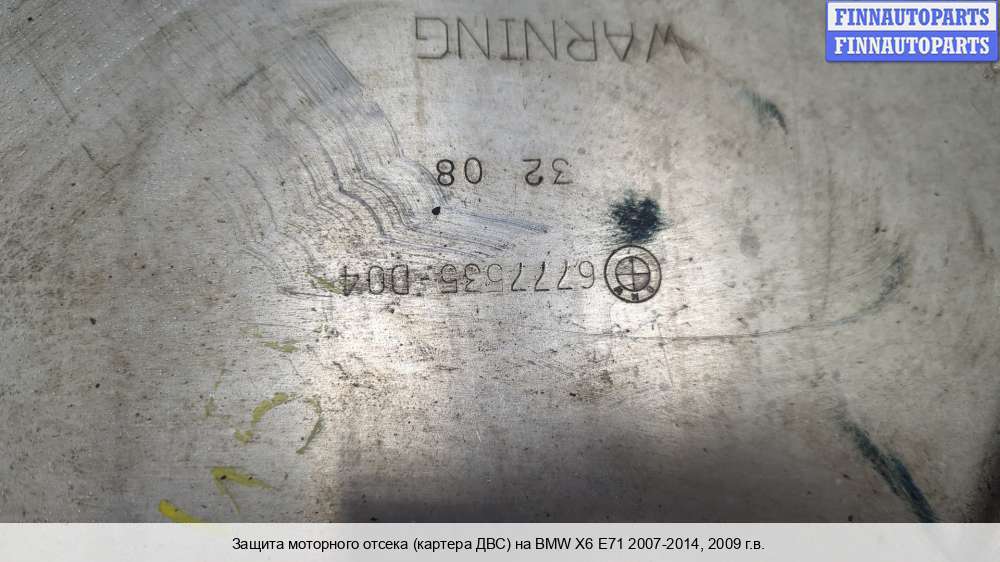 FINNAUTOPARTS
FINNAUTOPARTS
WARNING
32 08
BMW 6777535-D04
Защита моторного отсека (картера ДВС) на BMW X6 E71 2007-2014, 2009 г.в.